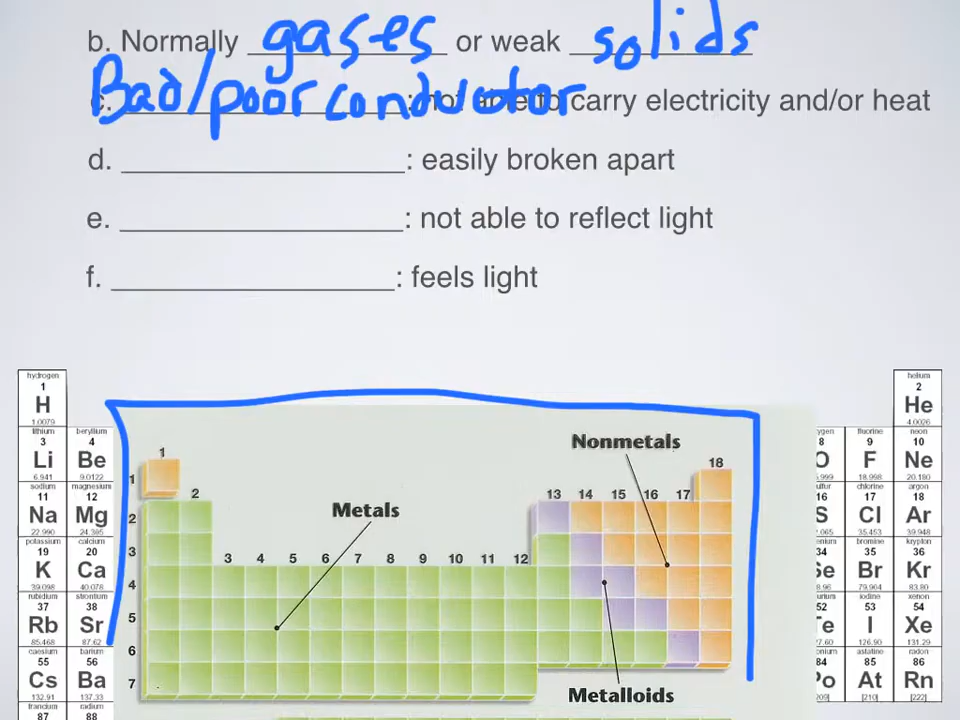 b. Normally gases or weak solids
c. Bad/poor conductor : not able to carry electricity and/or heat
d. ________________ : easily broken apart
e. ________________ : not able to reflect light
f. ________________ : feels light
hydrogen helium
1 2
H He
1.0079 4.0026
lithium beryllium fluorine neon
3 4 8 9 10
Li Be O F Ne
6.941 9.0122 18.998 20.180
sodium magnesium chlorine argon
11 12 16 17 18
Na Mg S Cl Ar
22.990 24.305 35.453 39.948
potassium calcium bromine krypton
19 20 34 35 36
K Ca Se Br Kr
39.098 40.078 79.904 83.80
rubidium strontium iodine xenon
37 38 52 53 54
Rb Sr Te I Xe
85.468 87.62 126.90 131.29
caesium barium astatine radon
55 56 84 85 86
Cs Ba Po At Rn
132.91 137.33 [209] [210] [222]
francium radium
87 88
Nonmetals
Metals
Metalloids
1 18
2 13 14 15 16 17
3 4 5 6 7 8 9 10 11 12
1
2
3
4
5
6
7